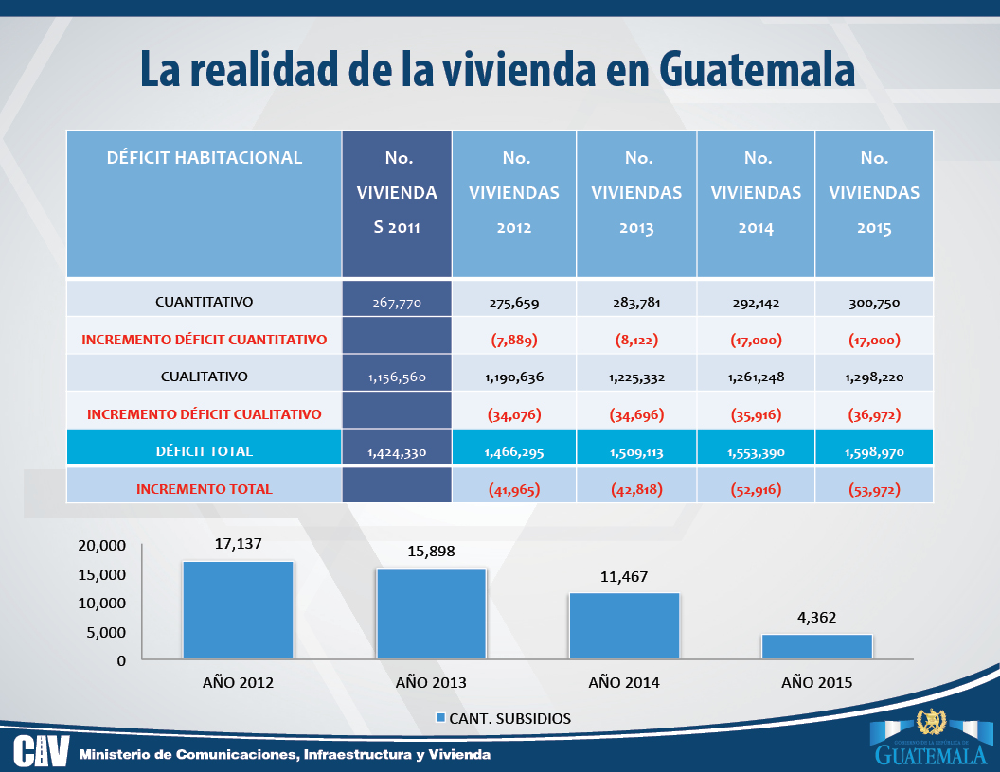 La realidad de la vivienda en Guatemala
DÉFICIT HABITACIONAL No. No. No. No. No.
VIVIENDA VIVIENDAS VIVIENDAS VIVIENDAS VIVIENDAS
S 2011 2012 2013 2014 2015
CUANTITATIVO 267,770 275,659 283,781 292,142 300,750
INCREMENTO DÉFICIT CUANTITATIVO (7,889) (8,122) (17,000) (17,000)
CUALITATIVO 1,156,560 1,190,636 1,225,332 1,261,248 1,298,220
INCREMENTO DÉFICIT CUALITATIVO (34,076) (34,696) (35,916) (36,972)
DÉFICIT TOTAL 1,424,330 1,466,295 1,509,113 1,553,390 1,598,970
INCREMENTO TOTAL (41,965) (42,818) (52,916) (53,972)
20,000
15,000
10,000
5,000
0
17,137
15,898
11,467
4,362
AÑO 2012 AÑO 2013 AÑO 2014 AÑO 2015
CANT. SUBSIDIOS
CIV Ministerio de Comunicaciones, Infraestructura y Vivienda
GOBIERNO DE LA REPÚBLICA DE
GUATEMALA